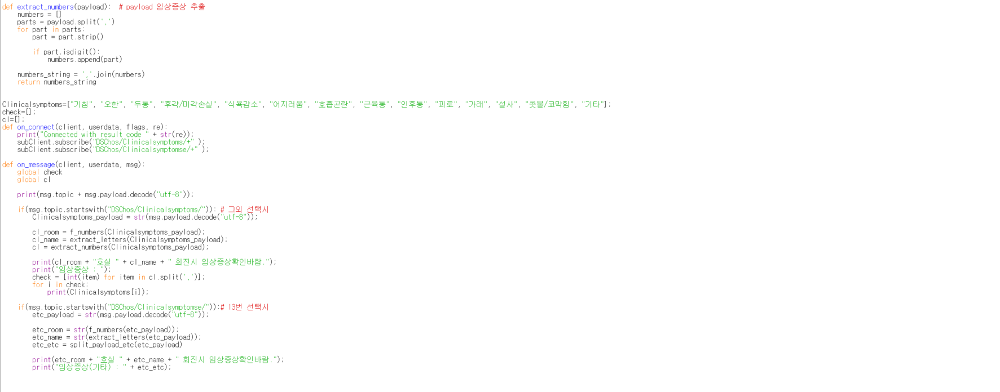 def extract_numbers(payload):  # payload 임상증상 추출
    numbers = []
    parts = payload.split(',')
    for part in parts:
        part = part.strip()
        if part.isdigit():
            numbers.append(part)
    numbers_string = ','.join(numbers)
    return numbers_string
Clinicalsymptoms=["기침", "오한", "두통", "후각/미각손실", "식욕감소", "어지러움", "호흡곤란", "근육통", "인후통", "피로", "가래", "설사", "콧물/코막힘", "기타"];
check=[];
cl=[];
def on_connect(client, userdata, flags, re):
    print("Connected with result code " + str(re));
    subClient.subscribe("DSChos/Clinicalsymptoms/+" );
    subClient.subscribe("DSChos/Clinicalsymptomse/+" );
def on_message(client, userdata, msg):
    global check
    global cl
    print(msg.topic + msg.payload.decode("utf-8"));
    if(msg.topic.startswith("DSChos/Clinicalsymptoms/")): # 그외 선택시
        Clinicalsymptoms_payload = str(msg.payload.decode("utf-8"));
        cl_room = f_numbers(Clinicalsymptoms_payload);
        cl_name = extract_letters(Clinicalsymptoms_payload);
        cl = extract_numbers(Clinicalsymptoms_payload);
        print(cl_room + "호실 " + cl_name + " 회진시 임상증상확인바람.");
        print("임상증상 : ");
        check = [int(item) for item in cl.split(',')];
        for i in check:
            print(Clinicalsymptoms[i]);
    if(msg.topic.startswith("DSChos/Clinicalsymptomse/")):# 13번 선택시
        etc_payload = str(msg.payload.decode("utf-8"));
        etc_room = str(f_numbers(etc_payload));
        etc_name = str(extract_letters(etc_payload));
        etc_etc = split_payload_etc(etc_payload)
        print(etc_room + "호실 " + etc_name + " 회진시 임상증상확인바람.");
        print("임상증상(기타) : " + etc_etc);